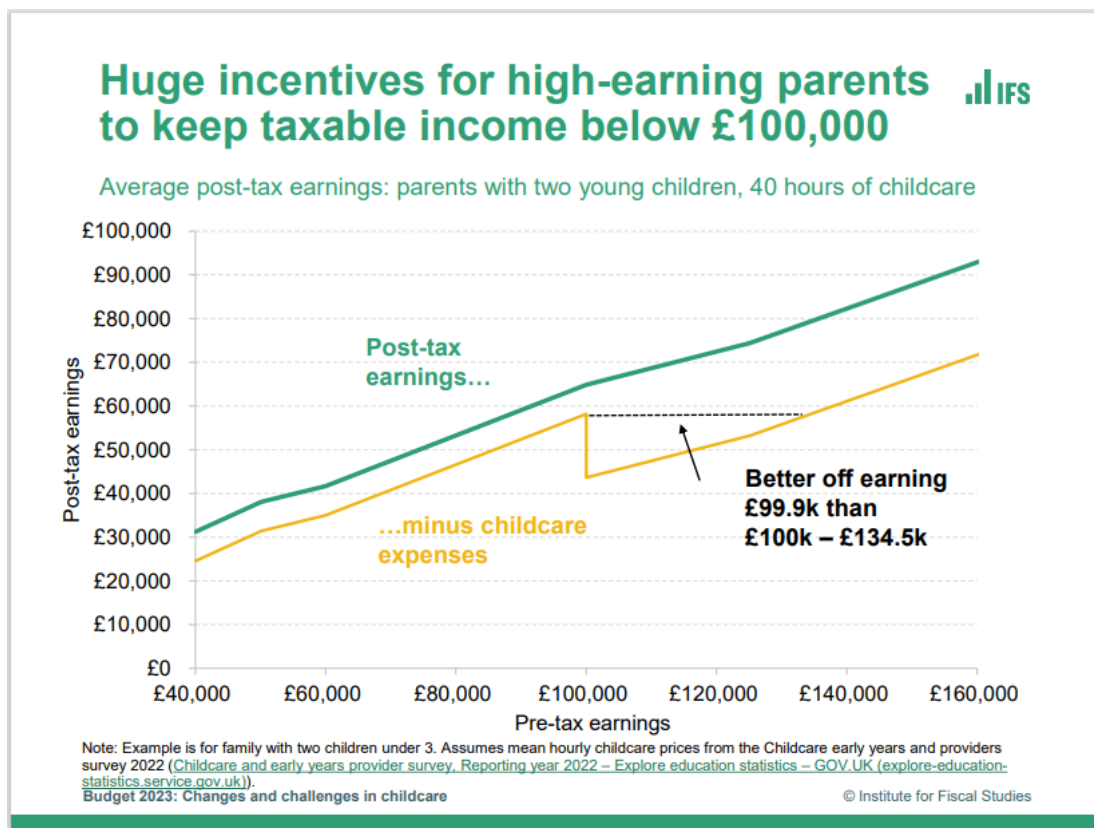 Huge incentives for high-earning parents
to keep taxable income below £100,000
IFS
Average post-tax earnings: parents with two young children, 40 hours of childcare
£100,000
£90,000
£80,000
£70,000
£60,000
£50,000
£40,000
£30,000
£20,000
£10,000
£0
Post-tax earnings
Post-tax
earnings…
…minus childcare
expenses
Better off earning
£99.9k than
£100k – £134.5k
£40,000 £60,000 £80,000 £100,000 £120,000 £140,000 £160,000
Pre-tax earnings
Note: Example is for family with two children under 3. Assumes mean hourly childcare prices from the Childcare early years and providers
survey 2022 (Childcare and early years provider survey, Reporting year 2022 – Explore education statistics – GOV.UK (explore-education-
statistics.service.gov.uk)).
Budget 2023: Changes and challenges in childcare
© Institute for Fiscal Studies